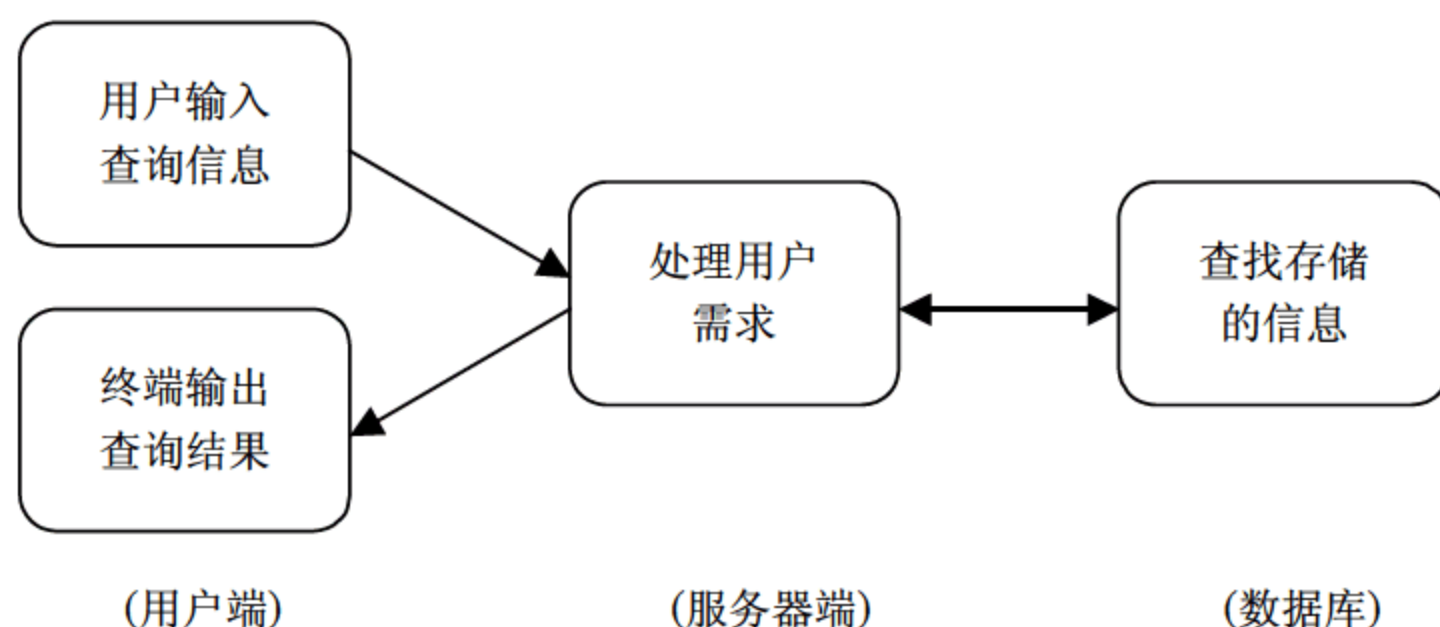 用户输入
查询信息
处理用户
需求
查找存储
的信息
终端输出
查询结果
(用户端)
(服务器端)
(数据库)